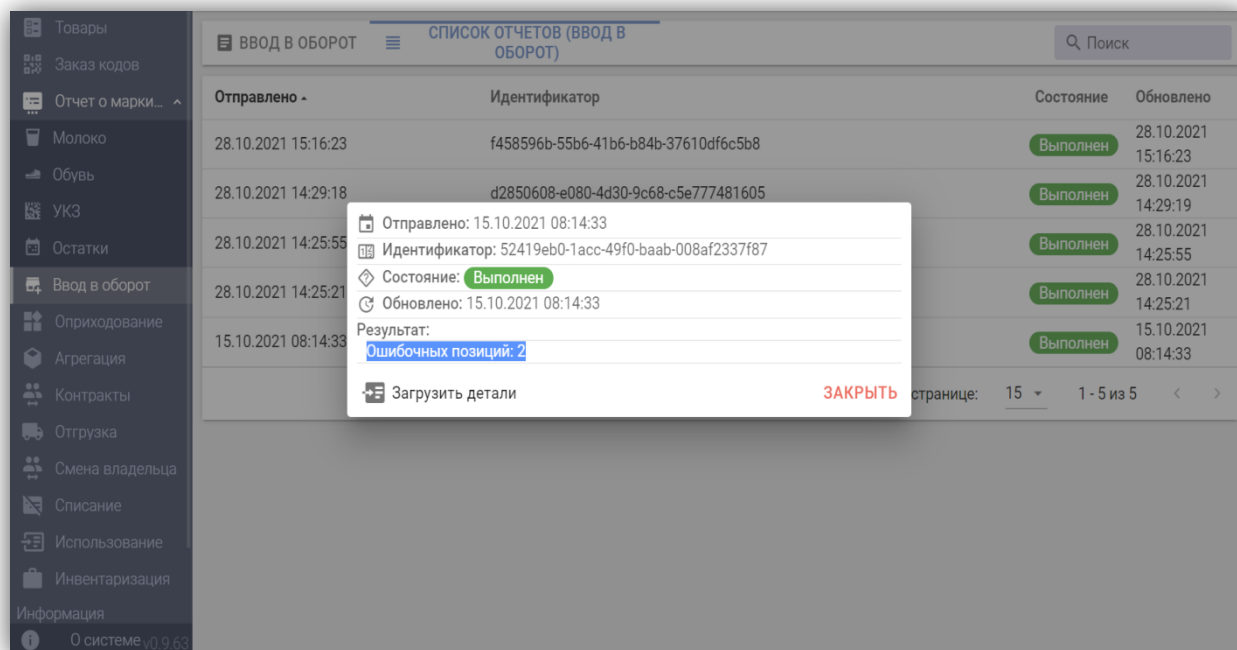 Товары
Заказ кодов
Отчет о марки...
Молоко
Обувь
УКЗ
Остатки
Ввод в оборот
Оприходование
Агрегация
Контракты
Отгрузка
Смена владельца
Списание
Использование
Инвентаризация
Информация
О системе v0.9.63
ВВОД В ОБОРОТ
СПИСОК ОТЧЕТОВ (ВВОД В
ОБОРОТ)
Поиск
Отправлено Идентификатор Состояние Обновлено
28.10.2021 15:16:23 f458596b-55b6-41b6-b84b-37610df6c5b8 Выполнен 28.10.2021
15:16:23
28.10.2021 14:29:18 d2850608-e080-4d30-9c68-c5e777481605 Выполнен 28.10.2021
14:29:19
28.10.2021 14:25:55 Выполнен 28.10.2021
14:25:55
28.10.2021 14:25:21 Выполнен 28.10.2021
14:25:21
15.10.2021 08:14:33 Выполнен 15.10.2021
08:14:33
странице: 15 1 - 5 из 5
Отправлено: 15.10.2021 08:14:33
Идентификатор: 52419eb0-1acc-49f0-baab-008af2337f87
Состояние: Выполнен
Обновлено: 15.10.2021 08:14:33
Результат:
Ошибочных позиций: 2
Загрузить детали
ЗАКРЫТЬ